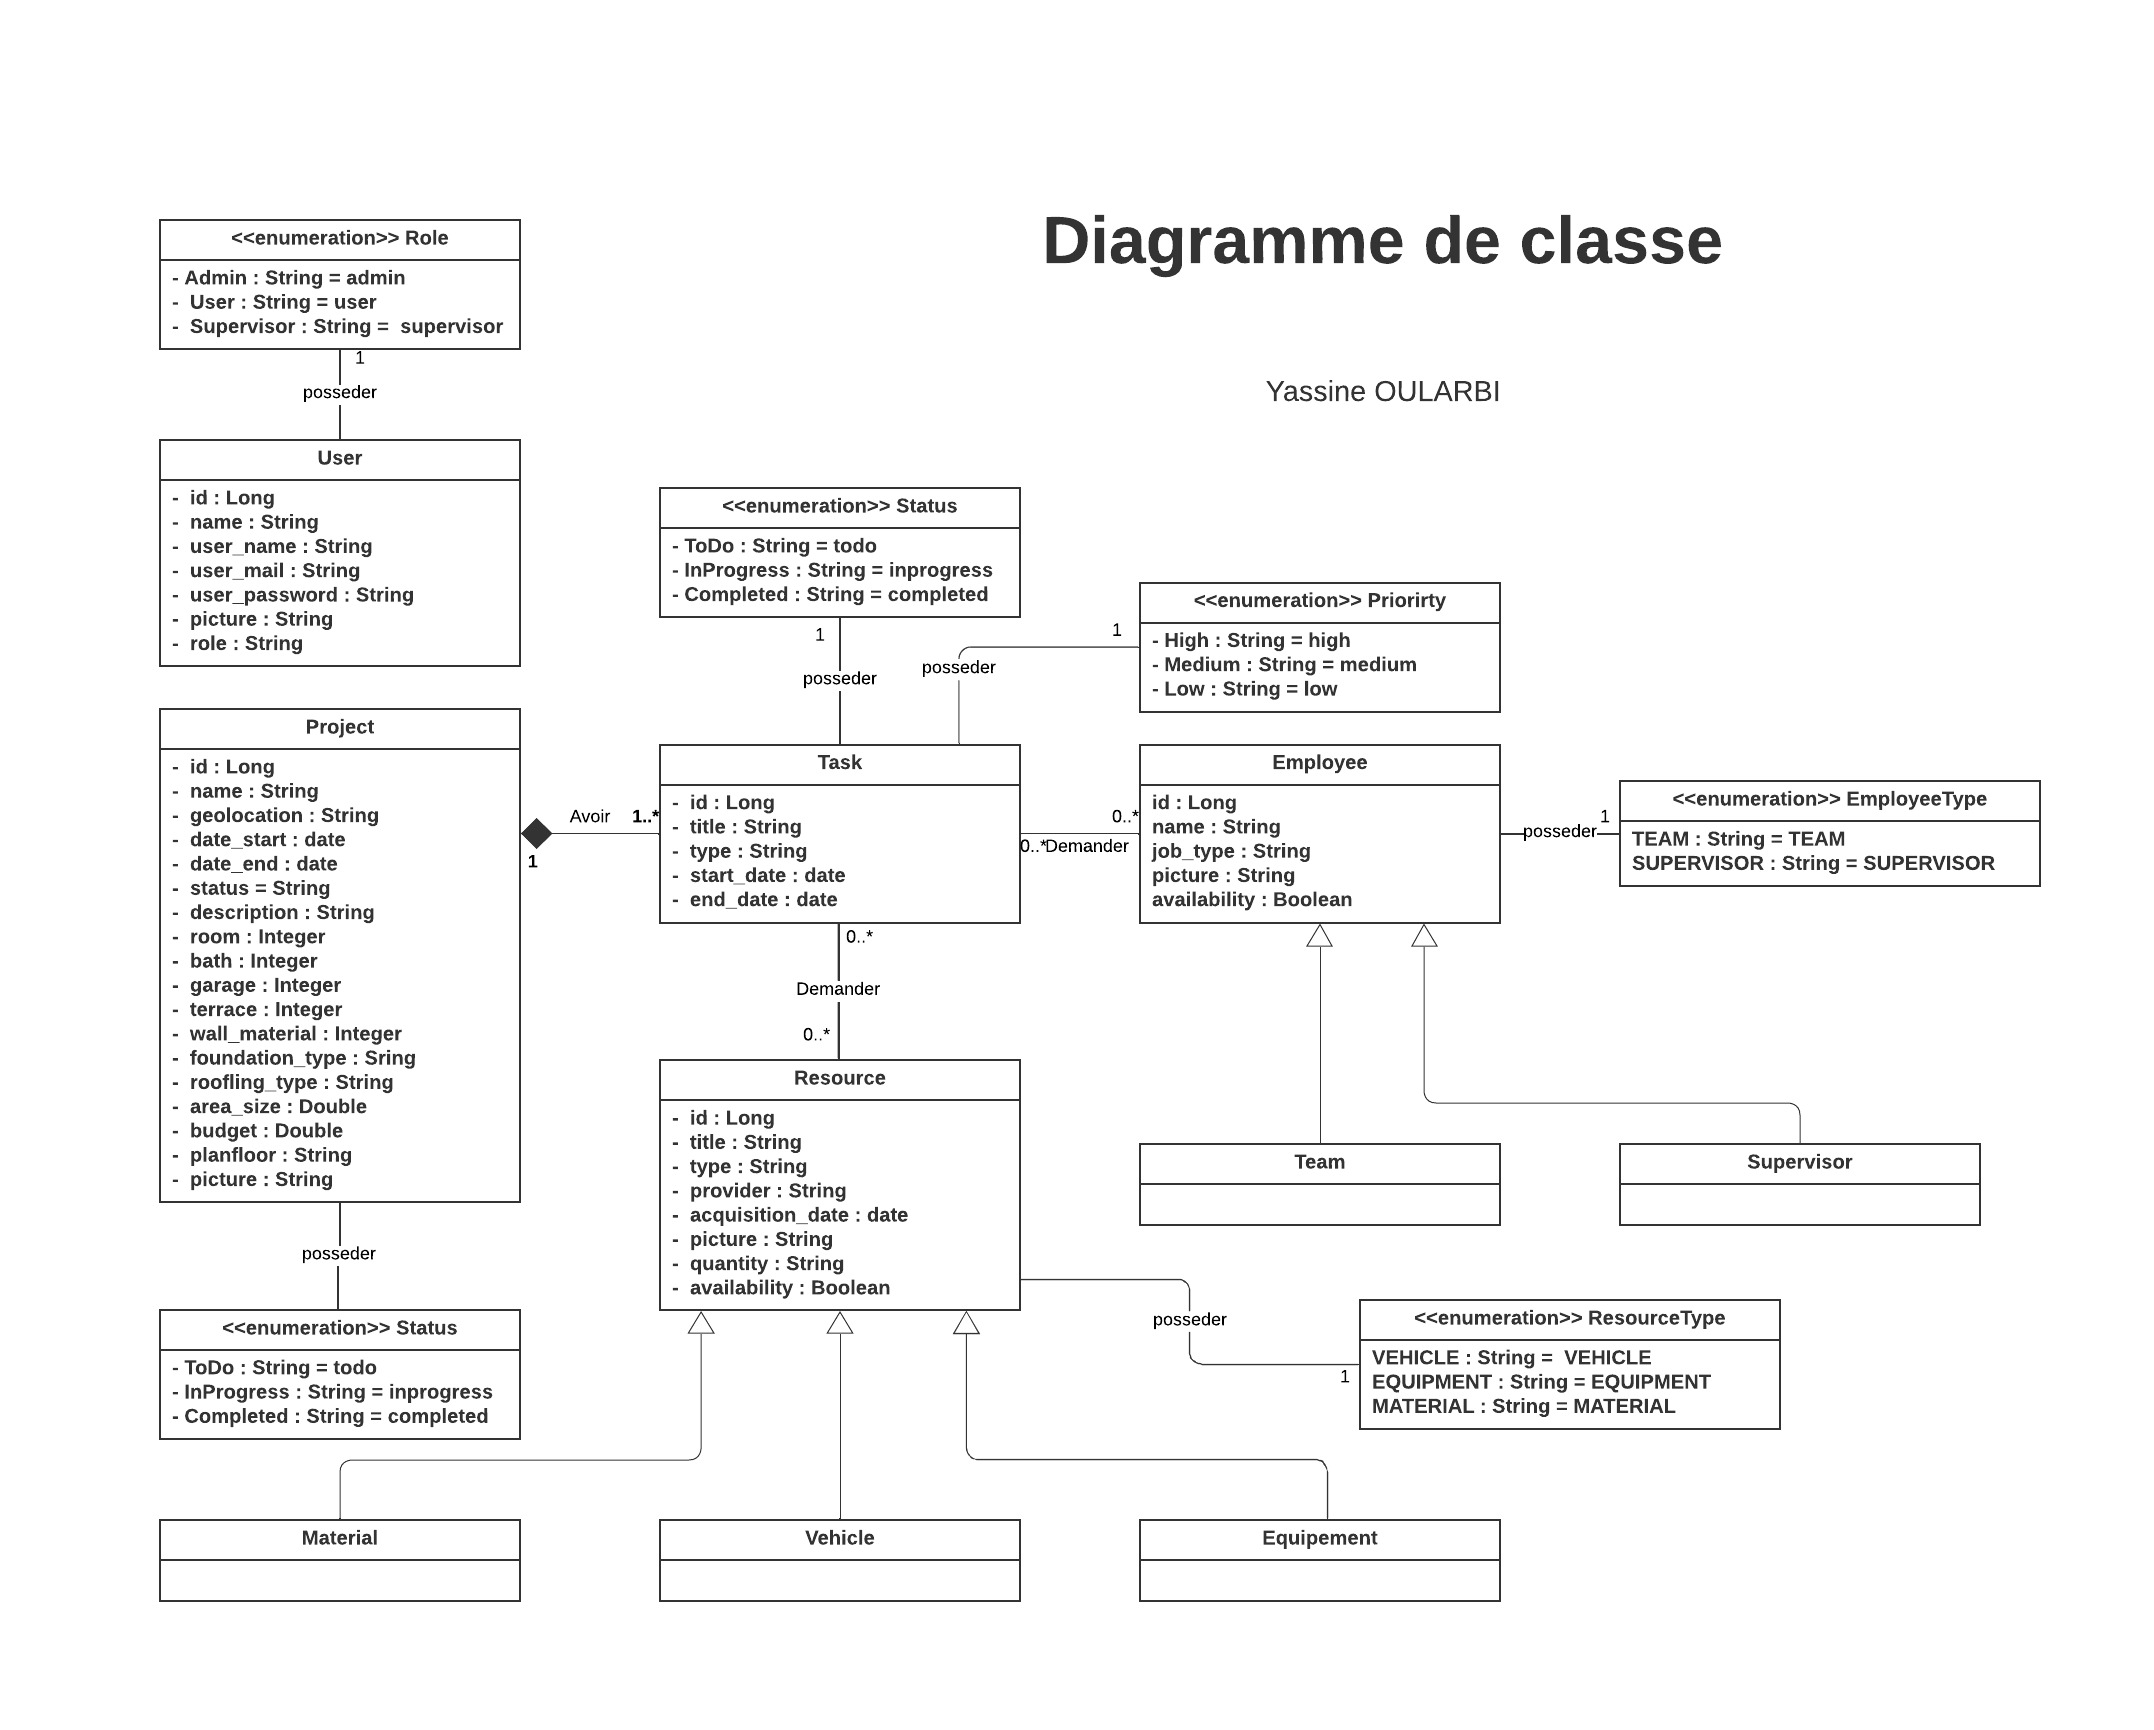 Diagramme de classe
Yassine OULARBI
<<enumeration>> Role
- Admin : String = admin
- User : String = user
- Supervisor : String = supervisor
1
posseder
User
- id : Long
- name : String
- user_name : String
- user_mail : String
- user_password : String
- picture : String
- role : String
<<enumeration>> Status
- ToDo : String = todo
- InProgress : String = inprogress
- Completed : String = completed
1
posseder
<<enumeration>> Priorirty
- High : String = high
- Medium : String = medium
- Low : String = low
1
posseder
Project
- id : Long
- name : String
- geolocation : String
- date_start : date
- date_end : date
- status = String
- description : String
- room : Integer
- bath : Integer
- garage : Integer
- terrace : Integer
- wall_material : Integer
- foundation_type : Sring
- roofling_type : String
- area_size : Double
- budget : Double
- planfloor : String
- picture : String
Avoir
1..*
1
Task
- id : Long
- title : String
- type : String
- start_date : date
- end_date : date
0..*
0..*
Demander
Employee
id : Long
name : String
job_type : String
picture : String
availability : Boolean
posseder
1
<<enumeration>> EmployeeType
TEAM : String = TEAM
SUPERVISOR : String = SUPERVISOR
0..*
Demander
0..*
Resource
- id : Long
- title : String
- type : String
- provider : String
- acquisition_date : date
- picture : String
- quantity : String
- availability : Boolean
Team
Supervisor
posseder
<<enumeration>> Status
- ToDo : String = todo
- InProgress : String = inprogress
- Completed : String = completed
posseder
1
<<enumeration>> ResourceType
VEHICLE : String = VEHICLE
EQUIPMENT : String = EQUIPMENT
MATERIAL : String = MATERIAL
Material
Vehicle
Equipement